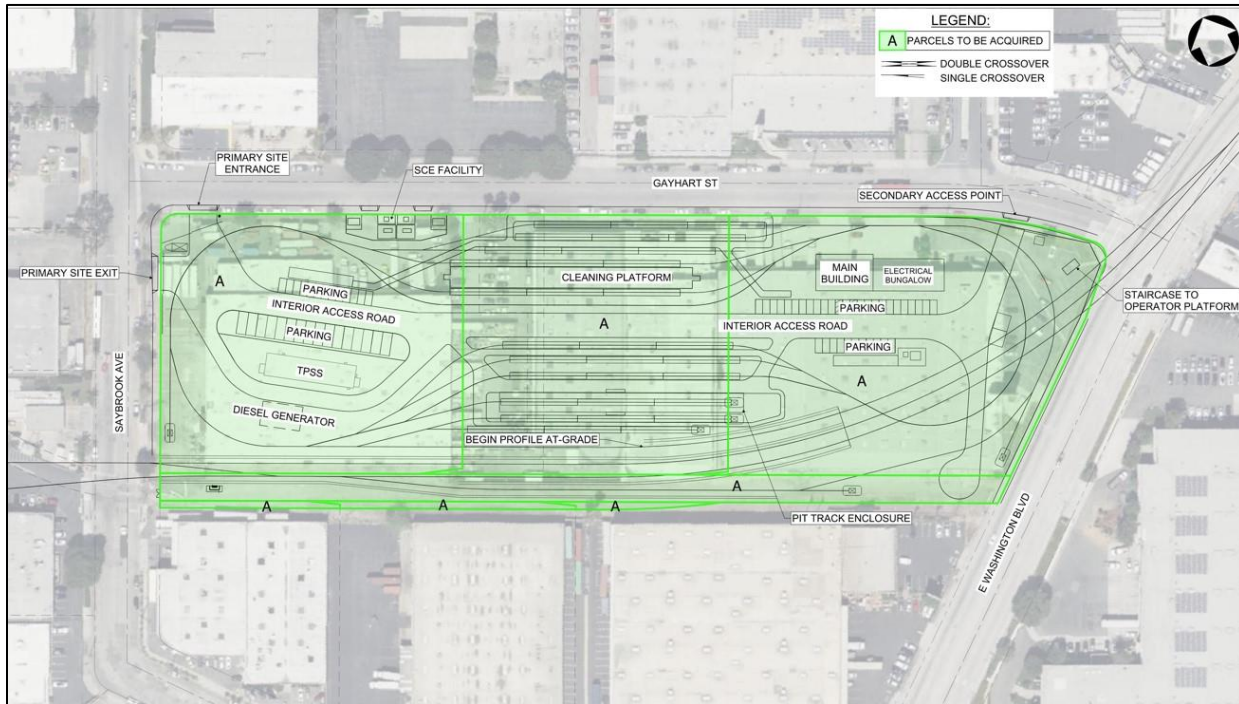 LEGEND:
A PARCELS TO BE ACQUIRED
DOUBLE CROSSOVER
SINGLE CROSSOVER
PRIMARY SITE
ENTRANCE
SCE FACILITY
GAYHART ST
SECONDARY ACCESS POINT
PRIMARY SITE EXIT
A
PARKING
INTERIOR ACCESS ROAD
PARKING
TPSS
DIESEL GENERATOR
SAYBROOK AVE
CLEANING PLATFORM
A
BEGIN PROFILE AT-GRADE
MAIN
BUILDING
ELECTRICAL
BUNGALOW
PARKING
INTERIOR ACCESS ROAD
PARKING
A
STAIRCASE TO
OPERATOR PLATFORM
A
A
A
A
PIT TRACK ENCLOSURE
E WASHINGTON BLVD